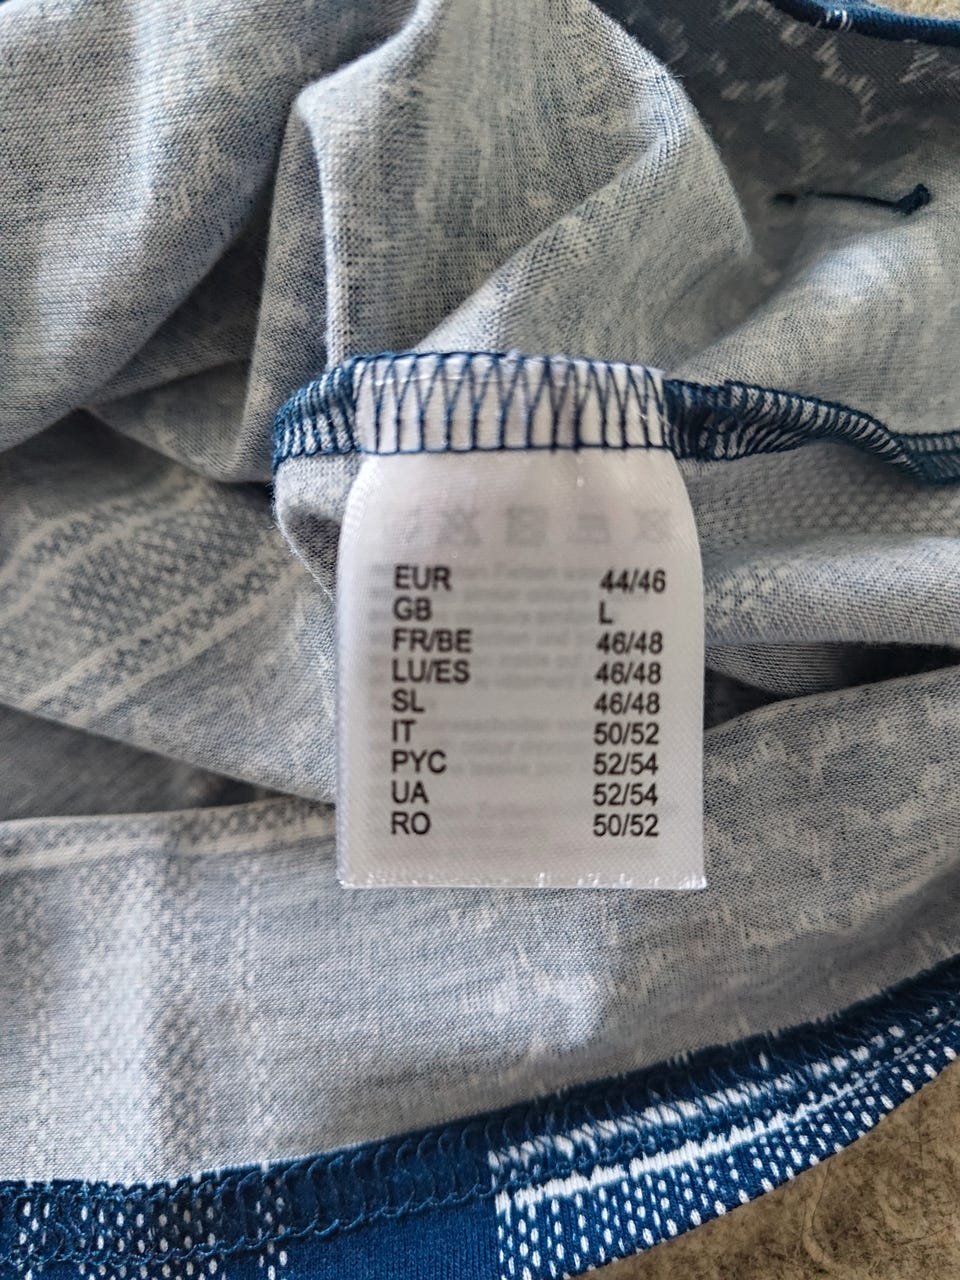 EUR 44/46
GB L
FR/BE 46/48
LU/ES 46/48
SL 46/48
IT 50/52
PYC 52/54
UA 52/54
RO 50/52